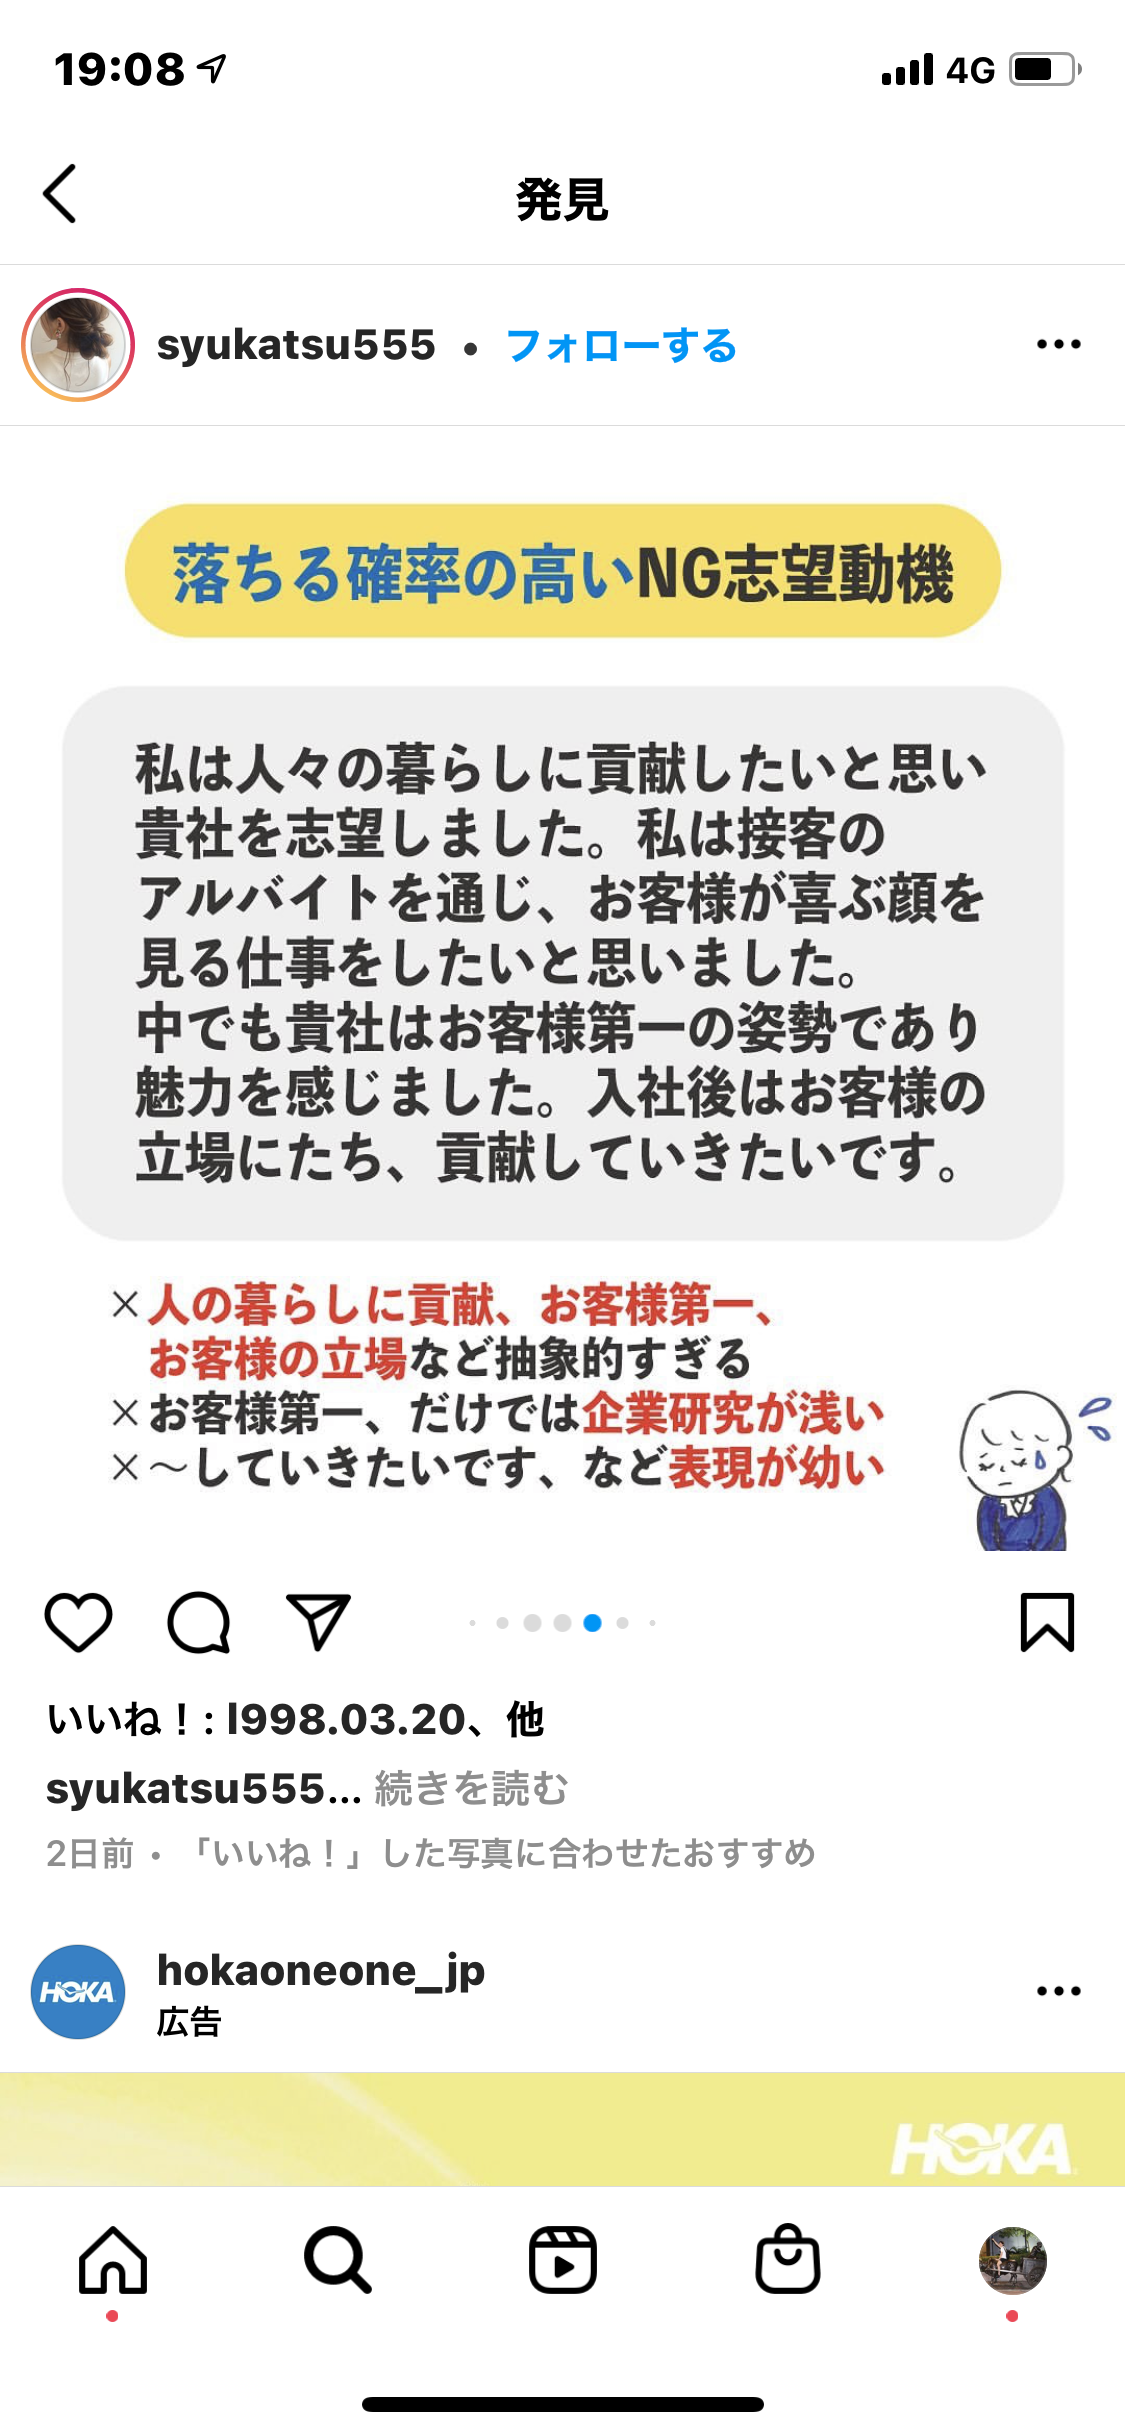 19:08
4G
発見
syukatsu555 • フォローする
落ちる確率の高いNG志望動機
私は人々の暮らしに貢献したいと思い
貴社を志望しました。私は接客の
アルバイトを通じ、お客様が喜ぶ顔を
見る仕事をしたいと思いました。
中でも貴社はお客様第一の姿勢であり
魅力を感じました。入社後はお客様の
立場にたち、貢献していきたいです。
×人の暮らしに貢献、お客様第一、
お客様の立場など抽象的すぎる
×お客様第一、だけでは企業研究が浅い
×〜していきたいです、など表現が幼い
いいね！: l998.03.20、他
syukatsu555... 続きを読む
2日前 • 「いいね！」した写真に合わせたおすすめ
HOKA
hokaoneone_jp
広告
HOKA